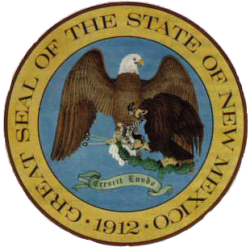 GREAT SEAL OF THE STATE OF NEW MEXICO
Crescit Eundo
• 1912 •